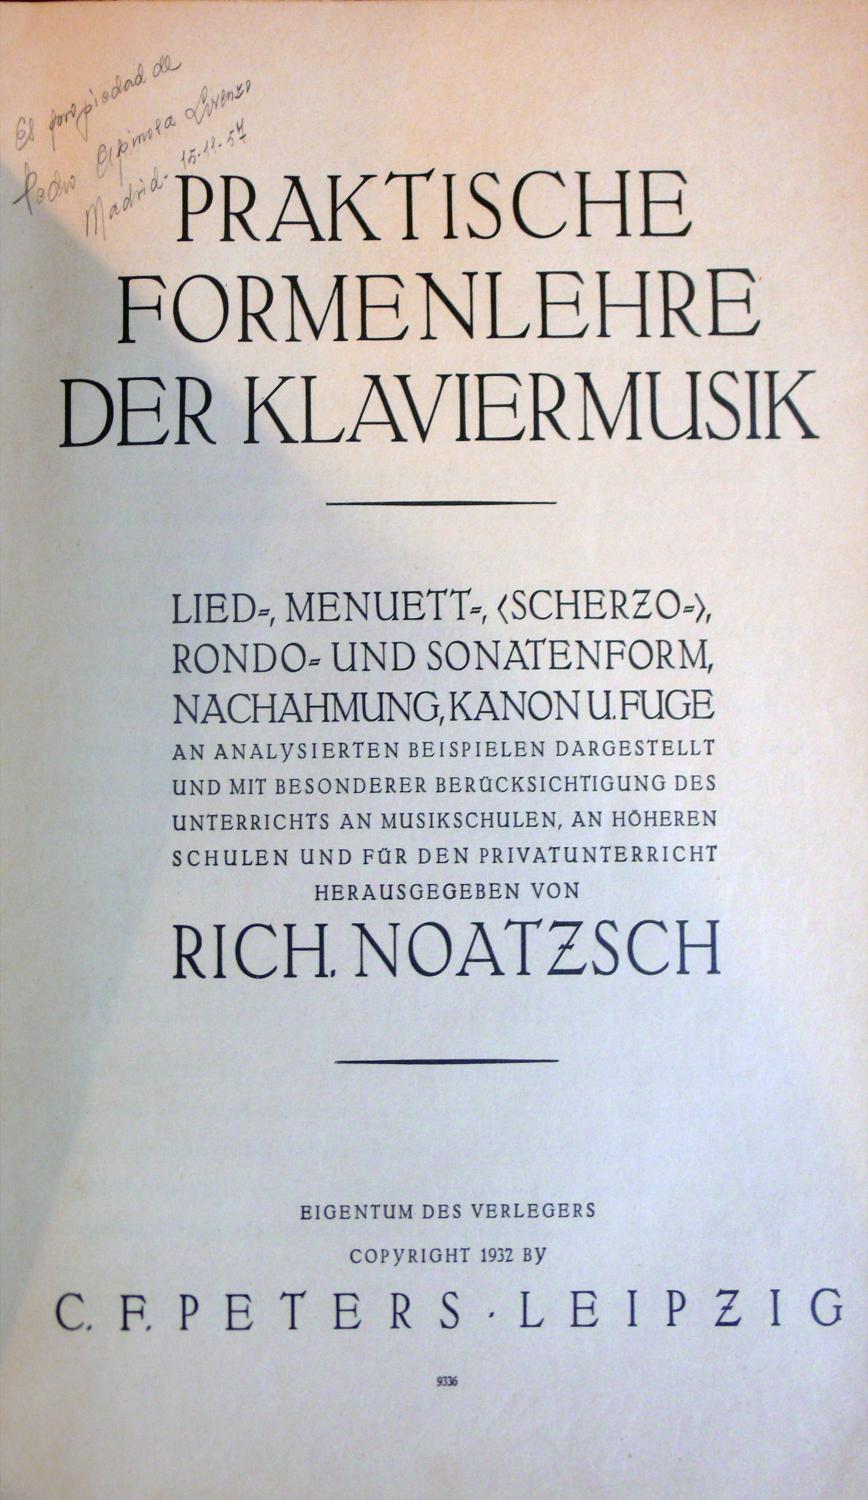 Es propiedad de
Pedro Espinosa Lorenzo
Madrid- 15-11-57
PRAKTISCHE
FORMENLEHRE
DER KLAVIERMUSIK
LIED-, MENUETT-, (SCHERZO-),
RONDO- UND SONATENFORM,
NACHAHMUNG, KANON U. FUGE
AN ANALYSIERTEN BEISPIELEN DARGESTELLT
UND MIT BESONDERER BERÜCKSICHTIGUNG DES
UNTERRICHTS AN MUSIKSCHULEN, AN HÖHEREN
SCHULEN UND FÜR DEN PRIVATUNTERRICHT
HERAUSGEGEBEN VON
RICH. NOATZSCH
EIGENTUM DES VERLEGERS
COPYRIGHT 1932 BY
C. F. PETERS · LEIPZIG
9336